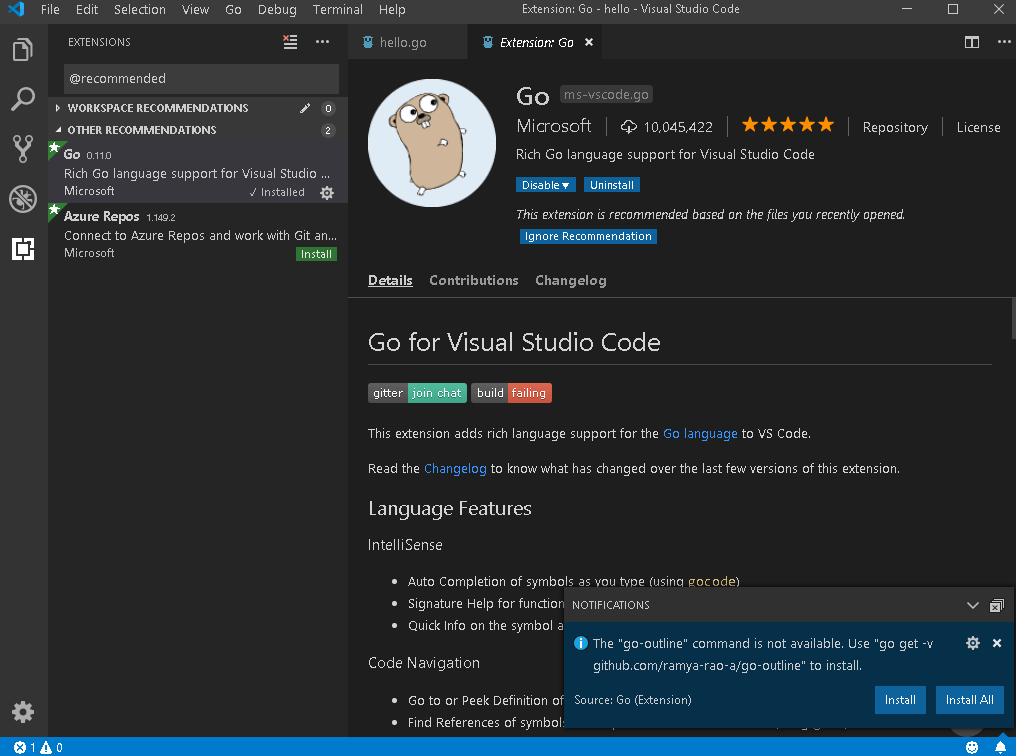 File Edit Selection View Go Debug Terminal Help
Extension: Go - hello - Visual Studio Code
EXTENSIONS
@recommended
WORKSPACE RECOMMENDATIONS 0
OTHER RECOMMENDATIONS 2
Go 0.11.0
Rich Go language support for Visual Studio ...
Microsoft ✓ Installed
Azure Repos 1.149.2
Connect to Azure Repos and work with Git an...
Microsoft Install
hello.go Extension: Go
Go ms-vscode.go
Microsoft 10,045,422 Repository License
Rich Go language support for Visual Studio Code
Disable Uninstall
This extension is recommended based on the files you recently opened.
Ignore Recommendation
Details Contributions Changelog
Go for Visual Studio Code
gitter join chat build failing
This extension adds rich language support for the Go language to VS Code.
Read the Changelog to know what has changed over the last few versions of this extension.
Language Features
IntelliSense
• Auto Completion of symbols as you type (using gocode)
• Signature Help for function
• Quick Info on the symbol a
Code Navigation
• Go to or Peek Definition of
• Find References of symbol
NOTIFICATIONS
The "go-outline" command is not available. Use "go get -v
github.com/ramya-rao-a/go-outline" to install.
Source: Go (Extension) Install Install All
1 0